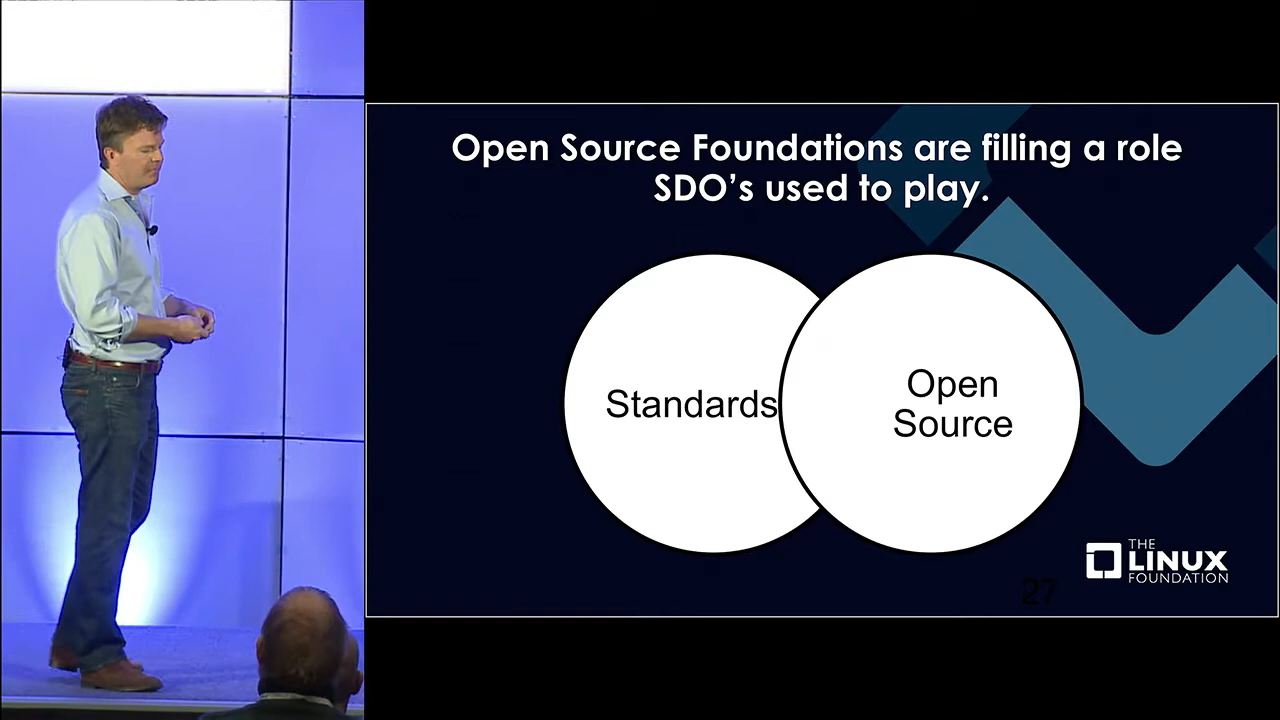 Open Source Foundations are filling a role
SDO's used to play.
Standards
Open
Source
THE
LINUX
FOUNDATION
27